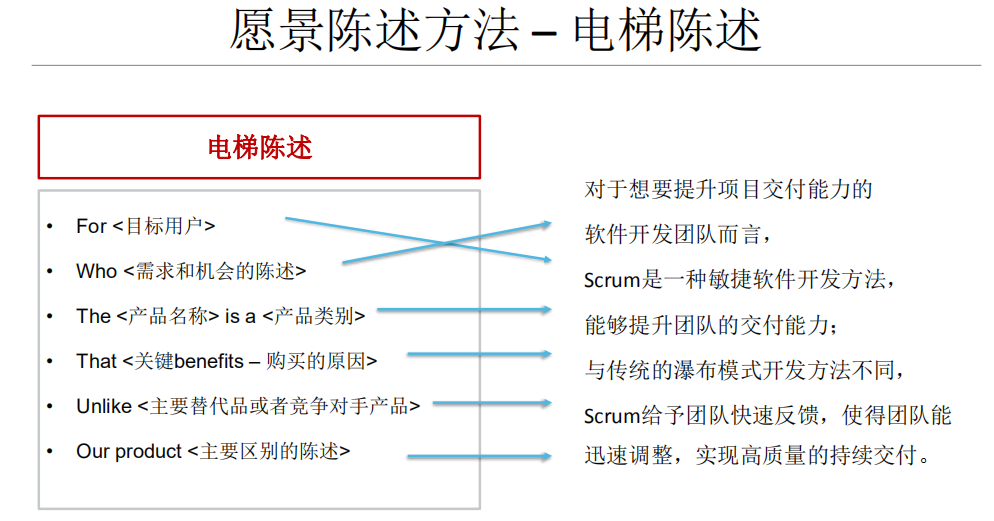 愿景陈述方法 – 电梯陈述
电梯陈述
• For <目标用户>
• Who <需求和机会的陈述>
• The <产品名称> is a <产品类别>
• That <关键benefits – 购买的原因>
• Unlike <主要替代品或者竞争对手产品>
• Our product <主要区别的陈述>
对于想要提升项目交付能力的
软件开发团队而言，
Scrum是一种敏捷软件开发方法，
能够提升团队的交付能力；
与传统的瀑布模式开发方法不同，
Scrum给予团队快速反馈，使得团队能
迅速调整，实现高质量的持续交付。